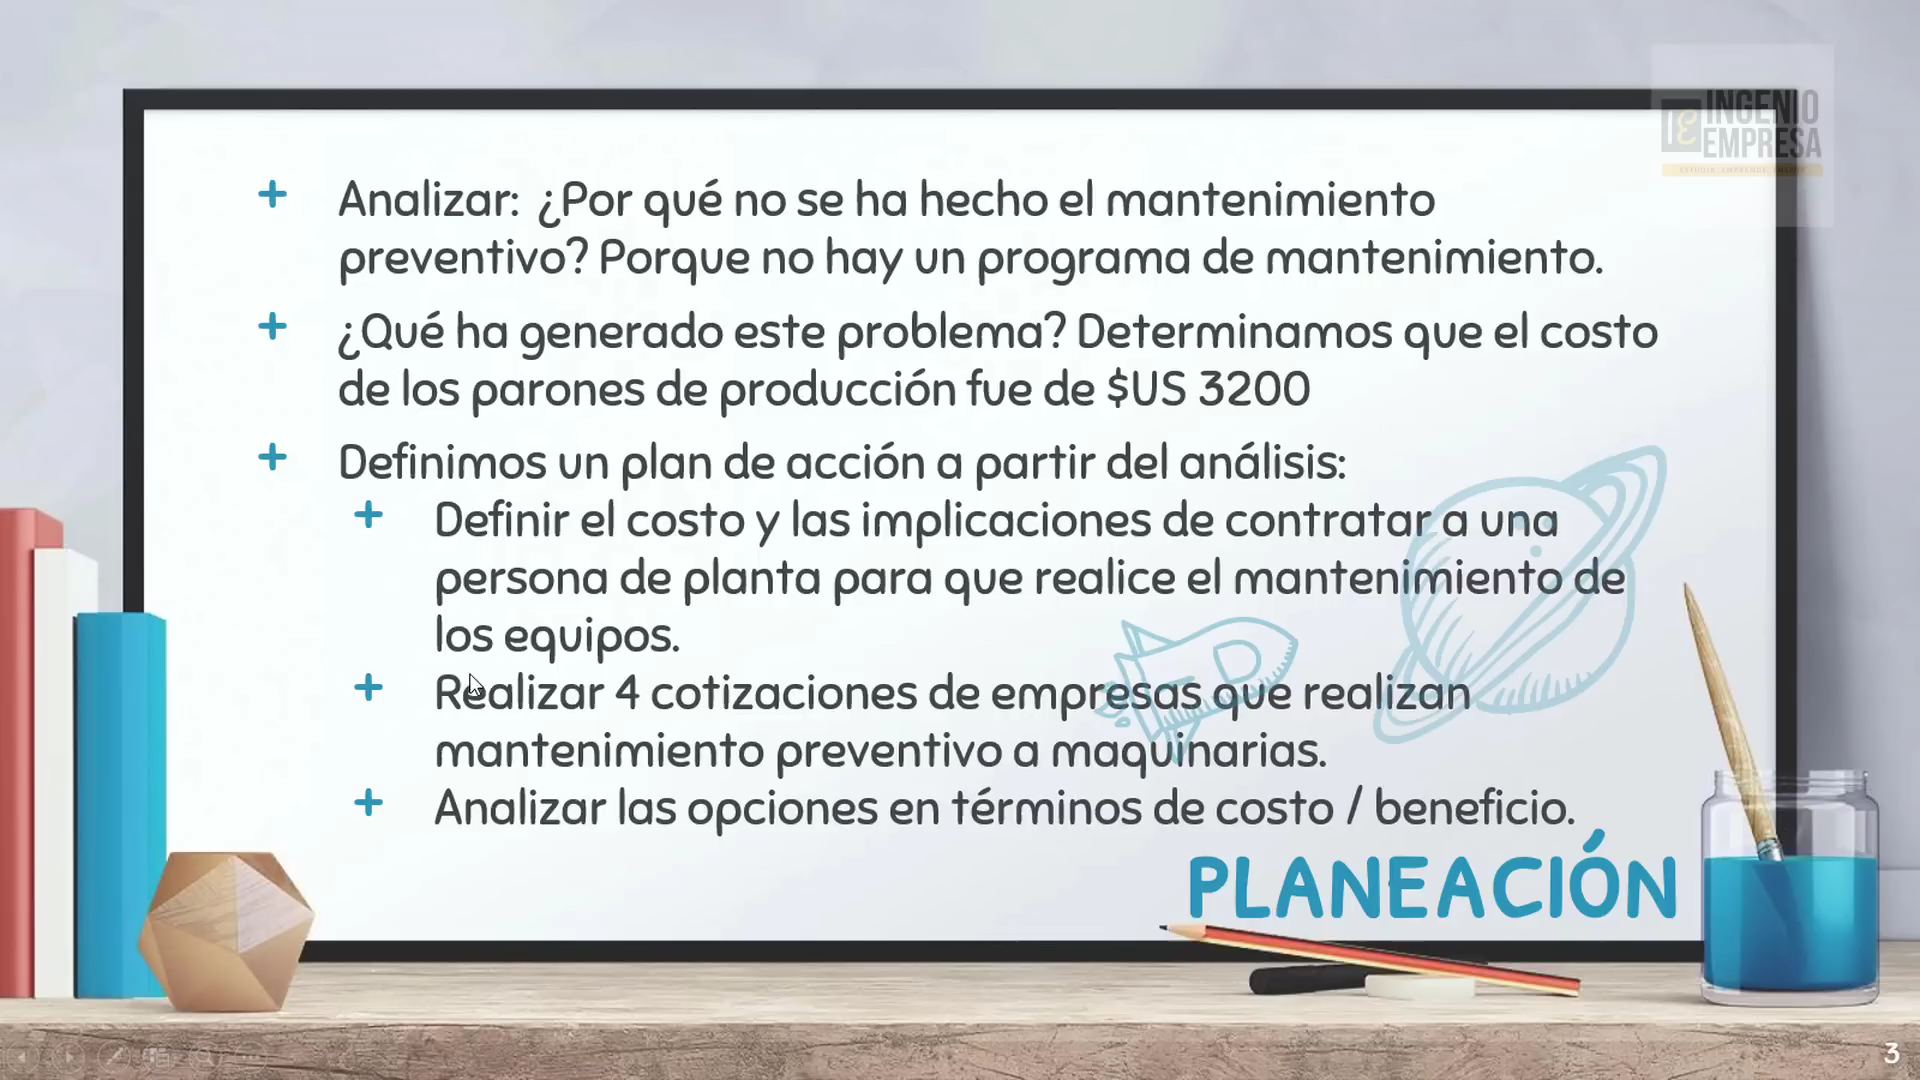 INGENIO
EMPRESA
+ Analizar: ¿Por qué no se ha hecho el mantenimiento
preventivo? Porque no hay un programa de mantenimiento.
+ ¿Qué ha generado este problema? Determinamos que el costo
de los parones de producción fue de $US 3200
+ Definimos un plan de acción a partir del análisis:
+ Definir el costo y las implicaciones de contratar a una
persona de planta para que realice el mantenimiento de
los equipos.
+ Realizar 4 cotizaciones de empresas que realizan
mantenimiento preventivo a maquinarias.
+ Analizar las opciones en términos de costo / beneficio.
PLANEACIÓN
3